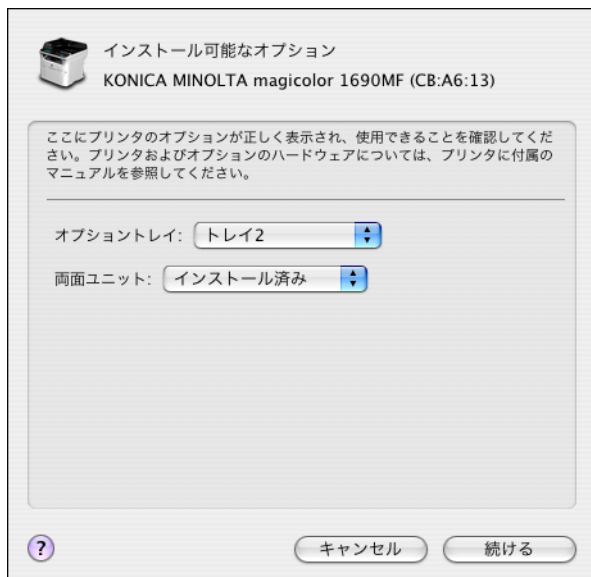 インストール可能なオプション
KONICA MINOLTA magicolor 1690MF (CB:A6:13)
ここにプリンタのオプションが正しく表示され、使用できることを確認してくだ
さい。プリンタおよびオプションのハードウェアについては、プリンタに付属の
マニュアルを参照してください。
オプショントレイ: トレイ2
両面ユニット: インストール済み
? キャンセル 続ける